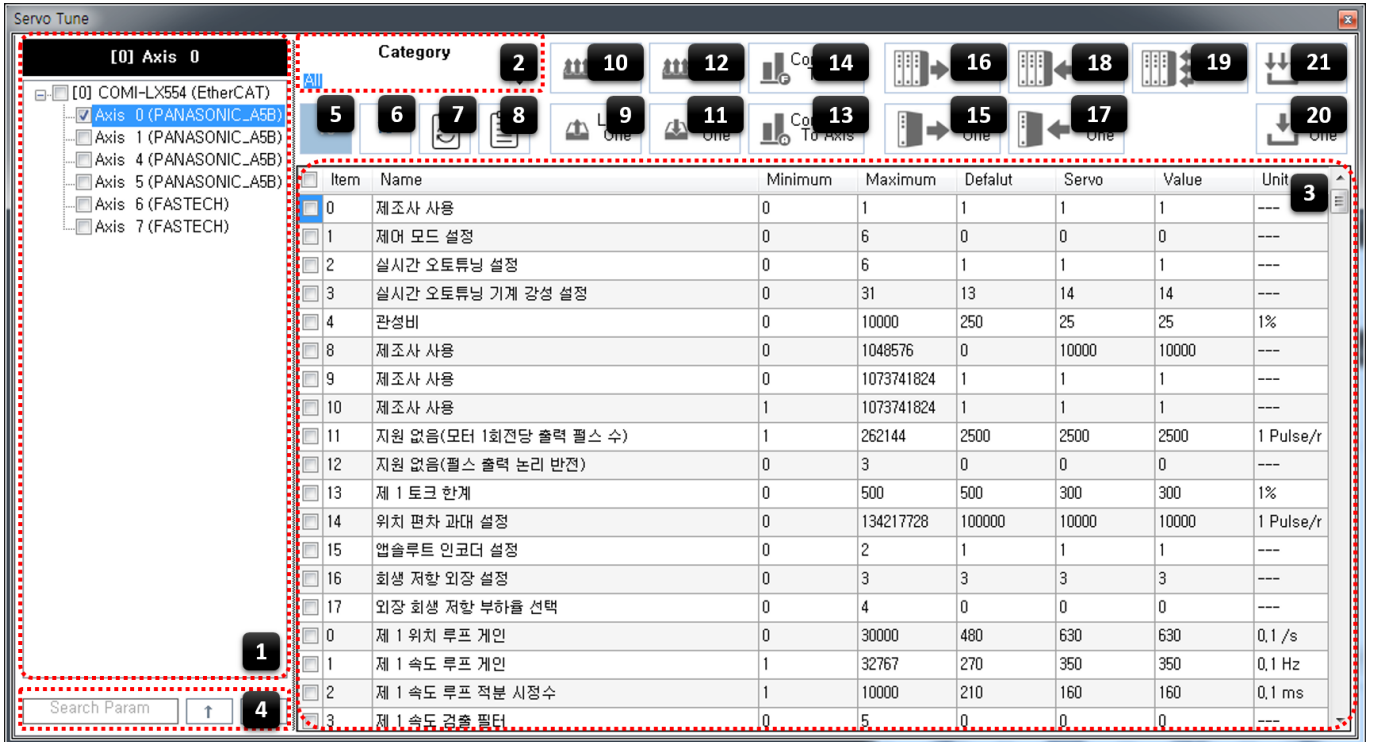 Servo Tune
[0] Axis 0
[0] COMI-LX554 (EtherCAT)
Axis 0 (PANASONIC_A5B)
Axis 1 (PANASONIC_A5B)
Axis 4 (PANASONIC_A5B)
Axis 5 (PANASONIC_A5B)
Axis 6 (FASTECH)
Axis 7 (FASTECH)
1
Search Param ↑ 4
Category 2
All
10 12 14 16 18 19 21
5 6 7 8 9 11 13 15 17 20
One One To Axis One One One
3
Item Name Minimum Maximum Defalut Servo Value Unit
0 제조사 사용 0 1 1 1 1 ---
1 제어 모드 설정 0 6 0 0 0 ---
2 실시간 오토튜닝 설정 0 6 1 1 1 ---
3 실시간 오토튜닝 기계 강성 설정 0 31 13 14 14 ---
4 관성비 0 10000 250 25 25 1%
8 제조사 사용 0 1048576 0 10000 10000 ---
9 제조사 사용 0 1073741824 1 1 1 ---
10 제조사 사용 1 1073741824 1 1 1 ---
11 지원 없음(모터 1회전당 출력 펄스 수) 1 262144 2500 2500 2500 1 Pulse/r
12 지원 없음(펄스 출력 논리 반전) 0 3 0 0 0 ---
13 제 1 토크 한계 0 500 500 300 300 1%
14 위치 편차 과대 설정 0 134217728 100000 10000 10000 1 Pulse/r
15 앱솔루트 인코더 설정 0 2 1 1 1 ---
16 회생 저항 외장 설정 0 3 3 3 3 ---
17 외장 회생 저항 부하율 선택 0 4 0 0 0 ---
0 제 1 위치 루프 게인 0 30000 480 630 630 0,1 /s
1 제 1 속도 루프 게인 1 32767 270 350 350 0,1 Hz
2 제 1 속도 루프 적분 시정수 1 10000 210 160 160 0,1 ms
3 제 1 속도 검출 필터 0 5 0 0 0 ---